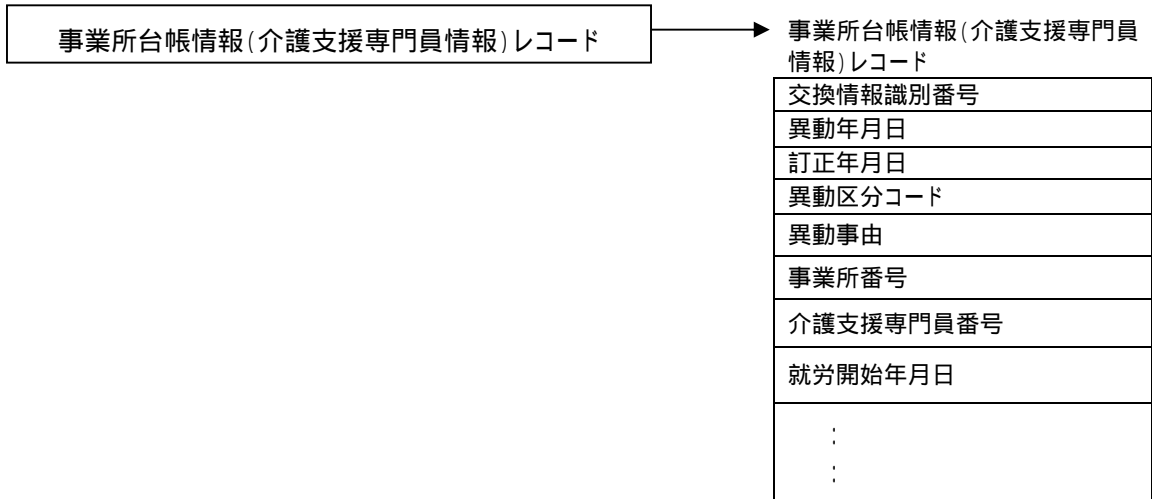 事業所台帳情報(介護支援専門員情報)レコード
事業所台帳情報(介護支援専門員
情報)レコード
交換情報識別番号
異動年月日
訂正年月日
異動区分コード
異動事由
事業所番号
介護支援専門員番号
就労開始年月日
:
: